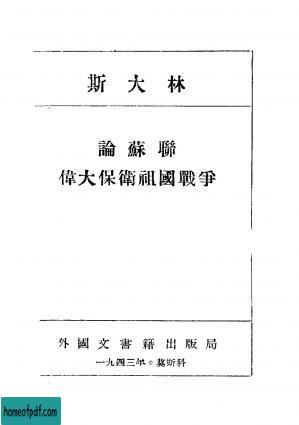 斯大林
論蘇聯
偉大保衛祖國戰爭
外國文書籍出版局
一九四三年。莫斯科
homeofpdf.com